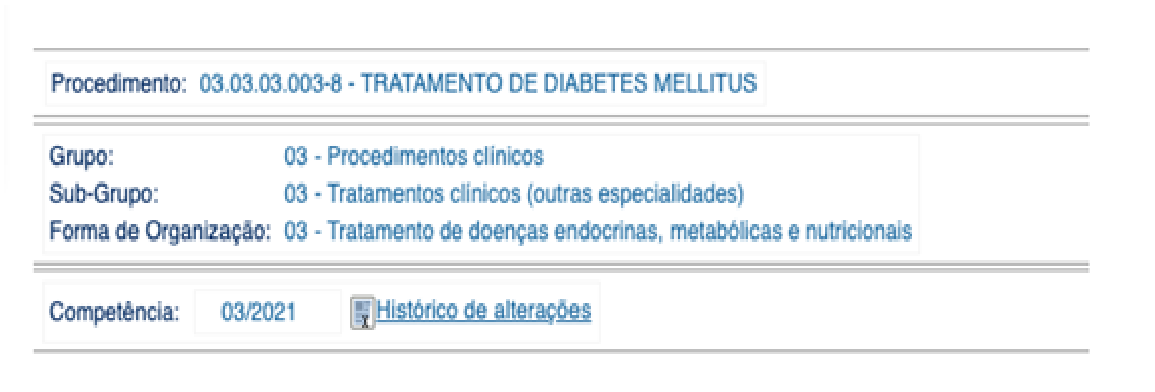 Procedimento: 03.03.03.003-8 - TRATAMENTO DE DIABETES MELLITUS
Grupo: 03 - Procedimentos clínicos
Sub-Grupo: 03 - Tratamentos clínicos (outras especialidades)
Forma de Organização: 03 - Tratamento de doenças endocrinas, metabólicas e nutricionais
Competência: 03/2021 Histórico de alterações